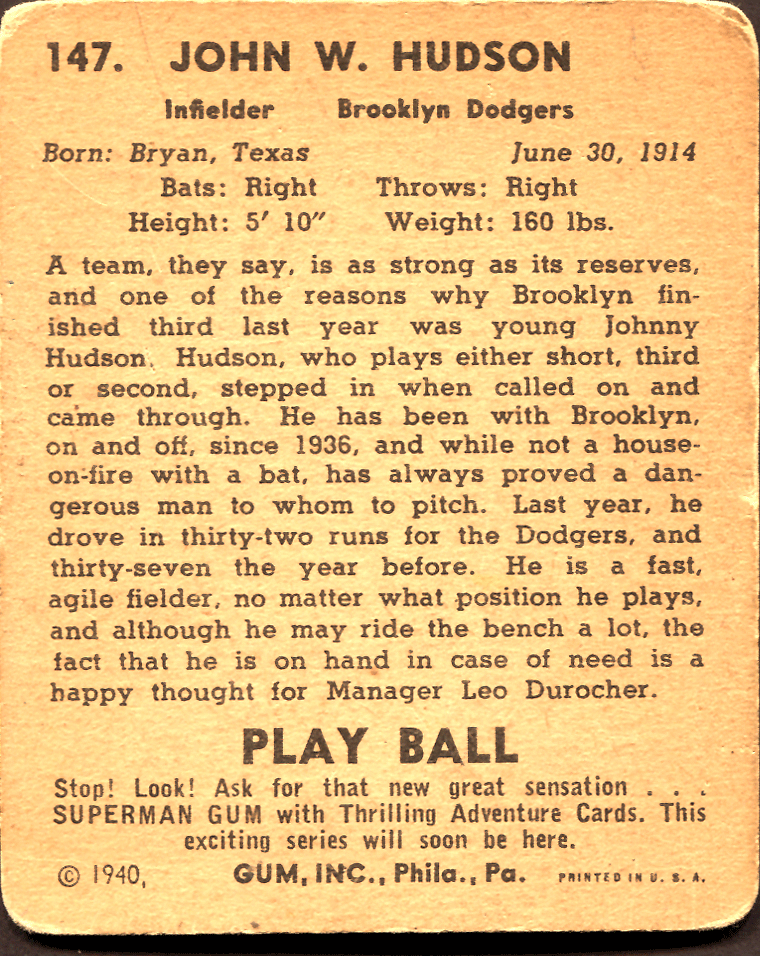 147. JOHN W. HUDSON
Infielder Brooklyn Dodgers
Born: Bryan, Texas June 30, 1914
Bats: Right Throws: Right
Height: 5' 10" Weight: 160 lbs.
A team, they say, is as strong as its reserves,
and one of the reasons why Brooklyn fin-
ished third last year was young Johnny
Hudson. Hudson, who plays either short, third
or second, stepped in when called on and
came through. He has been with Brooklyn,
on and off, since 1936, and while not a house-
on-fire with a bat, has always proved a dan-
gerous man to whom to pitch. Last year, he
drove in thirty-two runs for the Dodgers, and
thirty-seven the year before. He is a fast,
agile fielder, no matter what position he plays,
and although he may ride the bench a lot, the
fact that he is on hand in case of need is a
happy thought for Manager Leo Durocher.
PLAY BALL
Stop! Look! Ask for that new great sensation . . .
SUPERMAN GUM with Thrilling Adventure Cards. This
exciting series will soon be here.
© 1940, GUM, INC., Phila., Pa. PRINTED IN U. S. A.